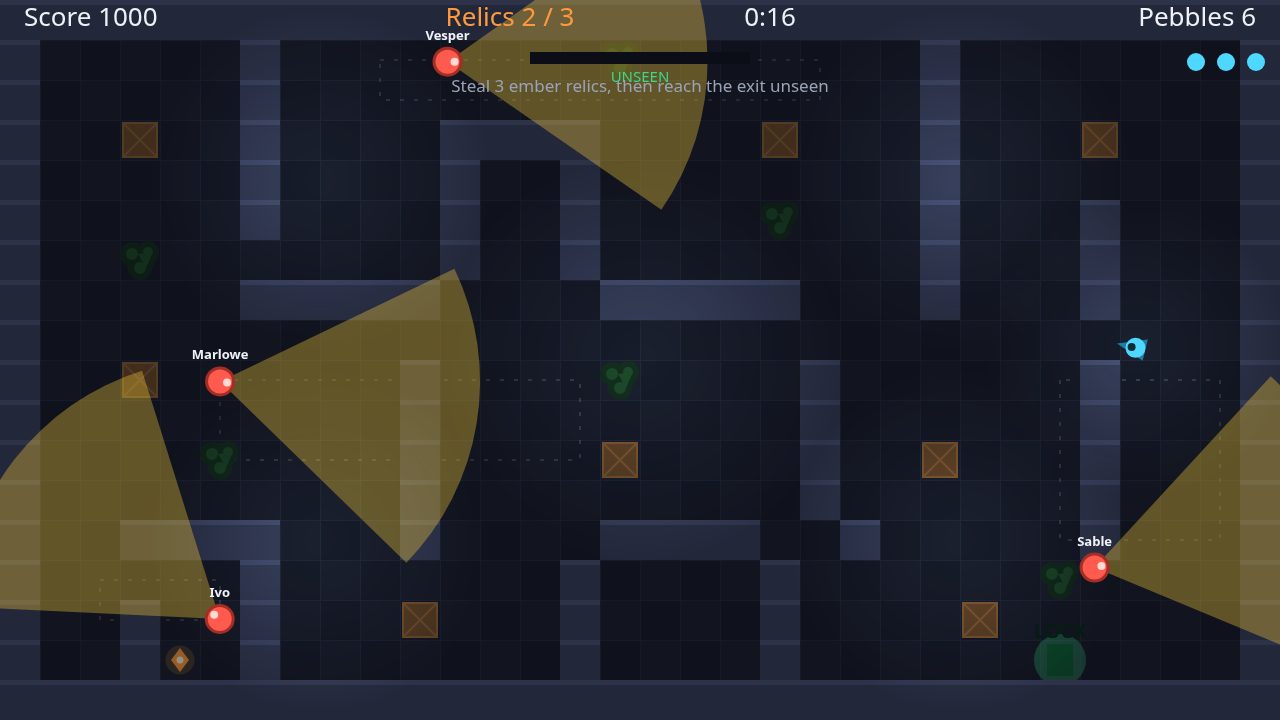 Score 1000
Relics 2 / 3
0:16
Pebbles 6
Vesper
UNSEEN
Steal 3 ember relics, then reach the exit unseen
Marlowe
Sable
Ivo